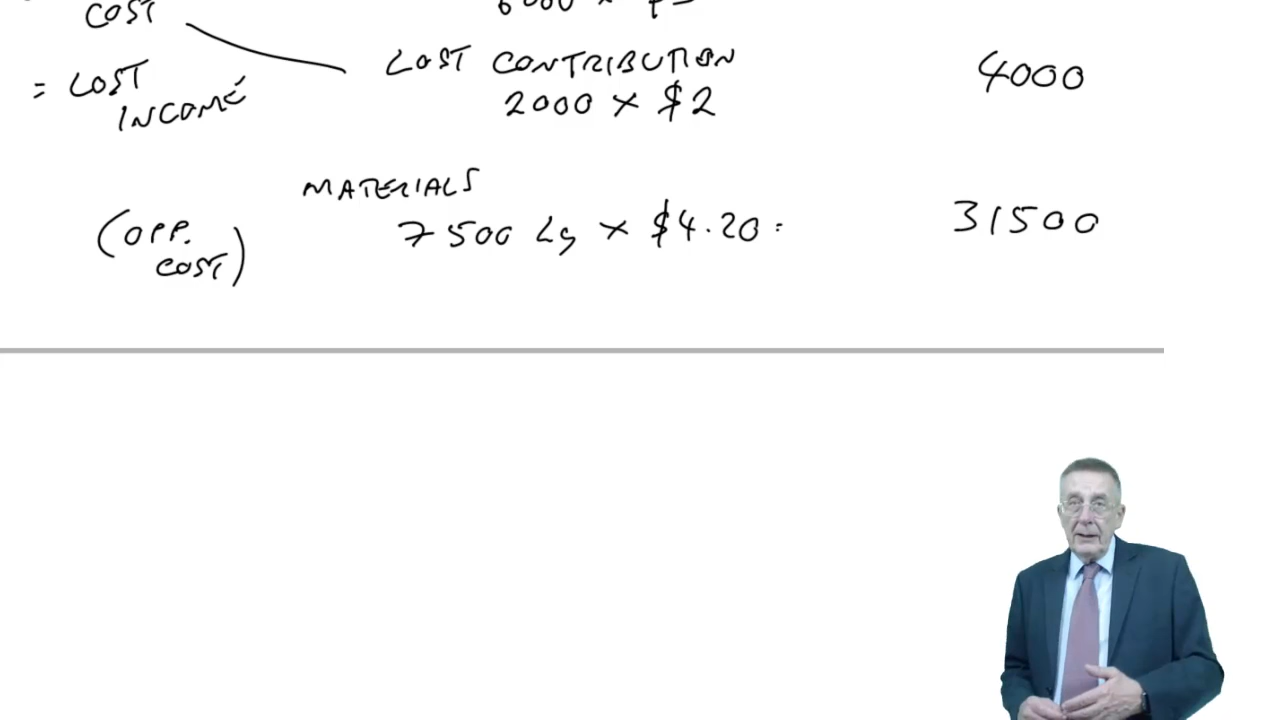 COST
LOST CONTRIBUTION 4000
= LOST
INCOME
2000 × $2
MATERIALS
(OPP. 7500 kg × $4.20 = 31500
COST)